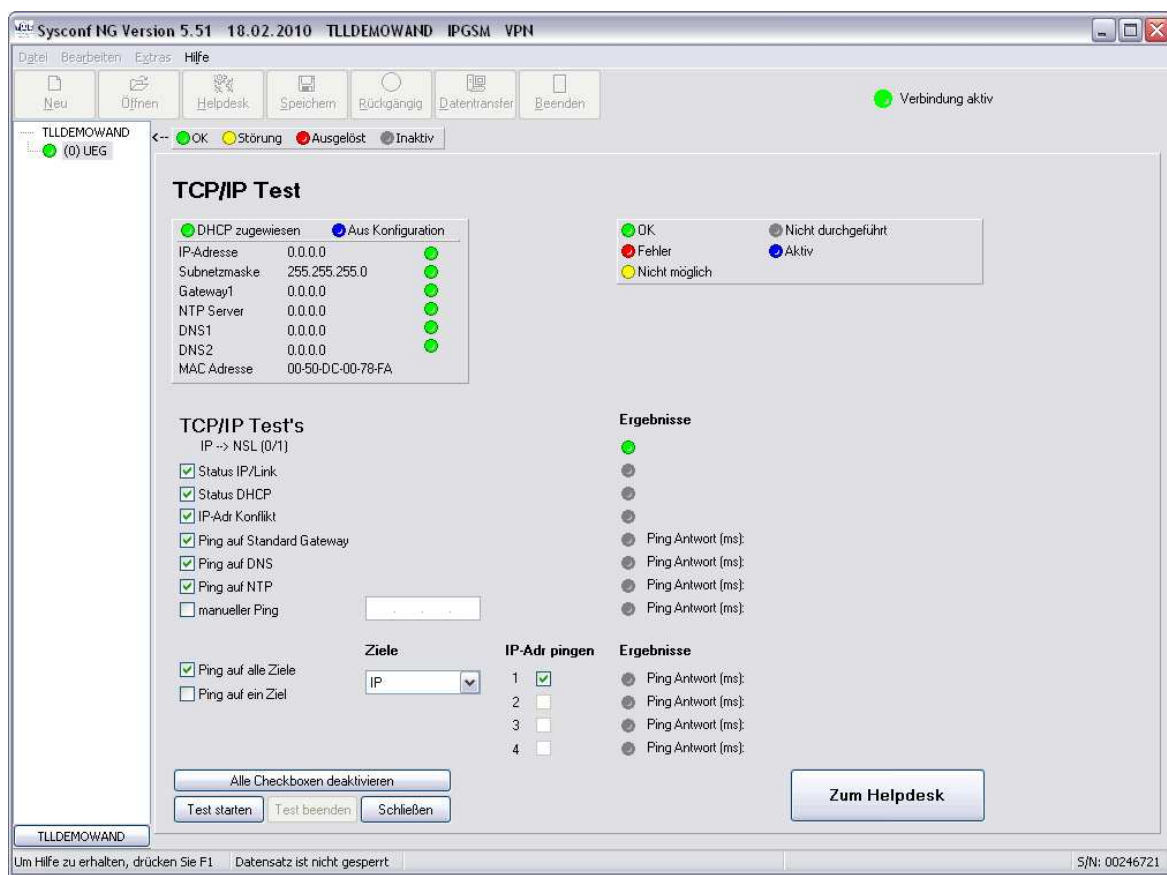 Sysconf NG Version 5.51 18.02.2010 TLLDEMOWAND IPGSM VPN
Datei Bearbeiten Extras Hilfe
Neu Öffnen Helpdesk Speichern Rückgängig Datentransfer Beenden
Verbindung aktiv
TLLDEMOWAND
(0) UEG
<-- OK Störung Ausgelöst Inaktiv
TCP/IP Test
DHCP zugewiesen Aus Konfiguration
IP-Adresse 0.0.0.0
Subnetzmaske 255.255.255.0
Gateway1 0.0.0.0
NTP Server 0.0.0.0
DNS1 0.0.0.0
DNS2 0.0.0.0
MAC Adresse 00-50-DC-00-78-FA
OK Nicht durchgeführt
Fehler Aktiv
Nicht möglich
TCP/IP Test's Ergebnisse
IP --> NSL (0/1)
Status IP/Link
Status DHCP
IP-Adr Konflikt
Ping auf Standard Gateway Ping Antwort (ms):
Ping auf DNS Ping Antwort (ms):
Ping auf NTP Ping Antwort (ms):
manueller Ping . . . Ping Antwort (ms):
Ziele IP-Adr pingen Ergebnisse
Ping auf alle Ziele IP 1 Ping Antwort (ms):
Ping auf ein Ziel 2 Ping Antwort (ms):
3 Ping Antwort (ms):
4 Ping Antwort (ms):
Alle Checkboxen deaktivieren
Test starten Test beenden Schließen
Zum Helpdesk
TLLDEMOWAND
Um Hilfe zu erhalten, drücken Sie F1 Datensatz ist nicht gesperrt S/N: 00246721